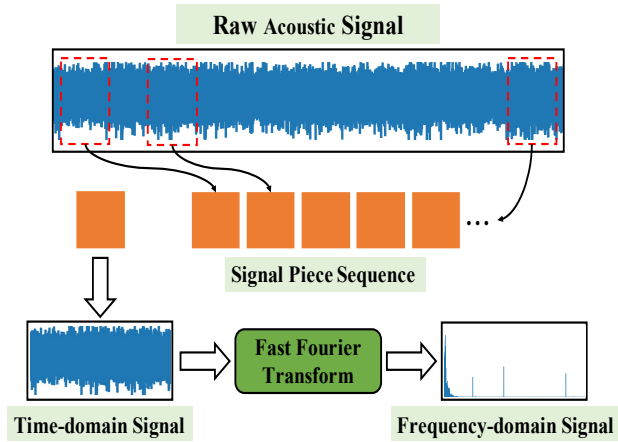 Raw Acoustic Signal
...
Signal Piece Sequence
Fast Fourier
Transform
Time-domain Signal
Frequency-domain Signal